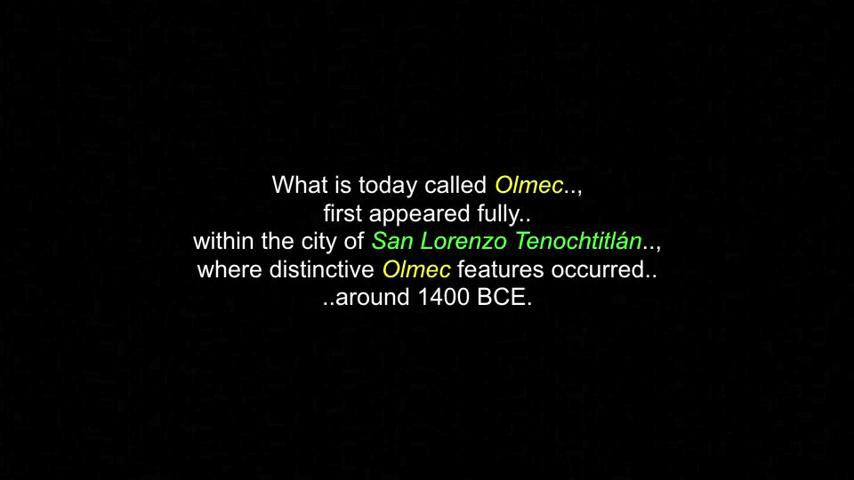 What is today called Olmec..,
first appeared fully..
within the city of San Lorenzo Tenochtitlán..,
where distinctive Olmec features occurred..
..around 1400 BCE.